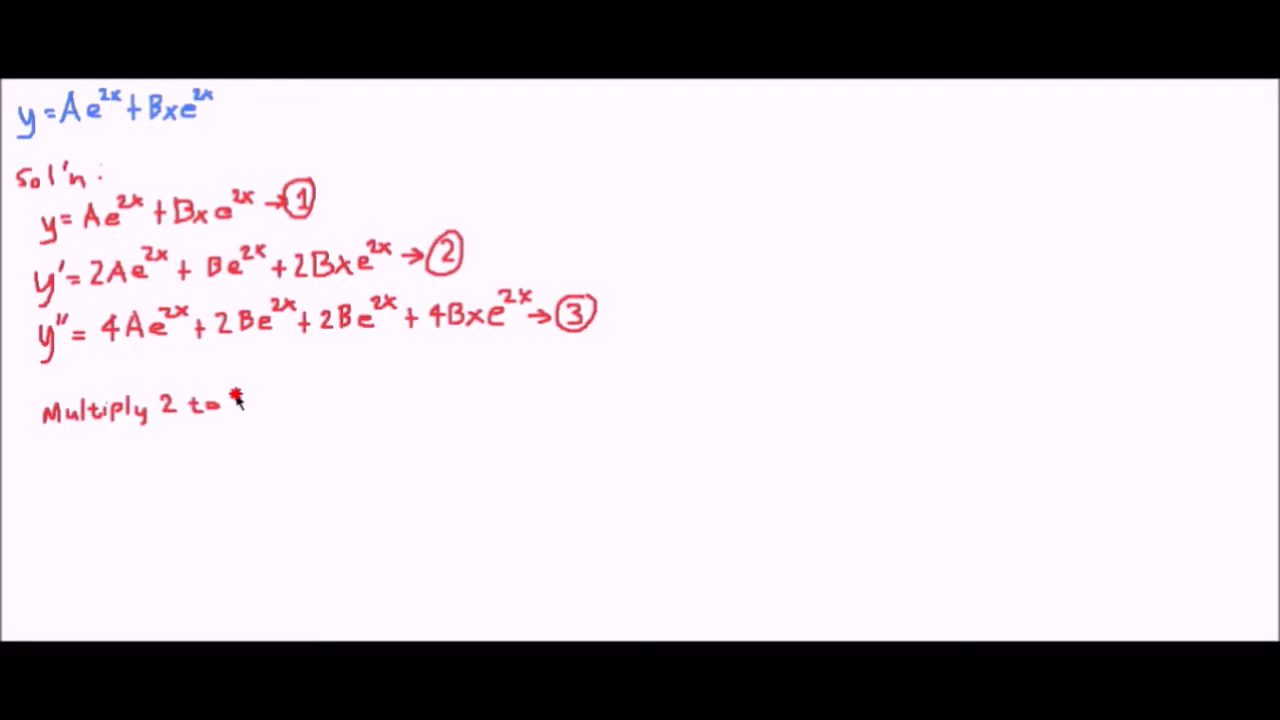 y = Ae^{2x} + Bxe^{2x}
Sol'n :
y = Ae^{2x} + Bxe^{2x} → ①
y' = 2Ae^{2x} + Be^{2x} + 2Bxe^{2x} → ②
y'' = 4Ae^{2x} + 2Be^{2x} + 2Be^{2x} + 4Bxe^{2x} → ③
Multiply 2 to